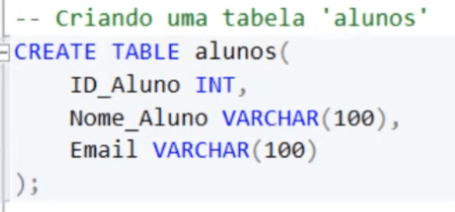 -- Criando uma tabela 'alunos'
CREATE TABLE alunos(
    ID_Aluno INT,
    Nome_Aluno VARCHAR(100),
    Email VARCHAR(100)
);